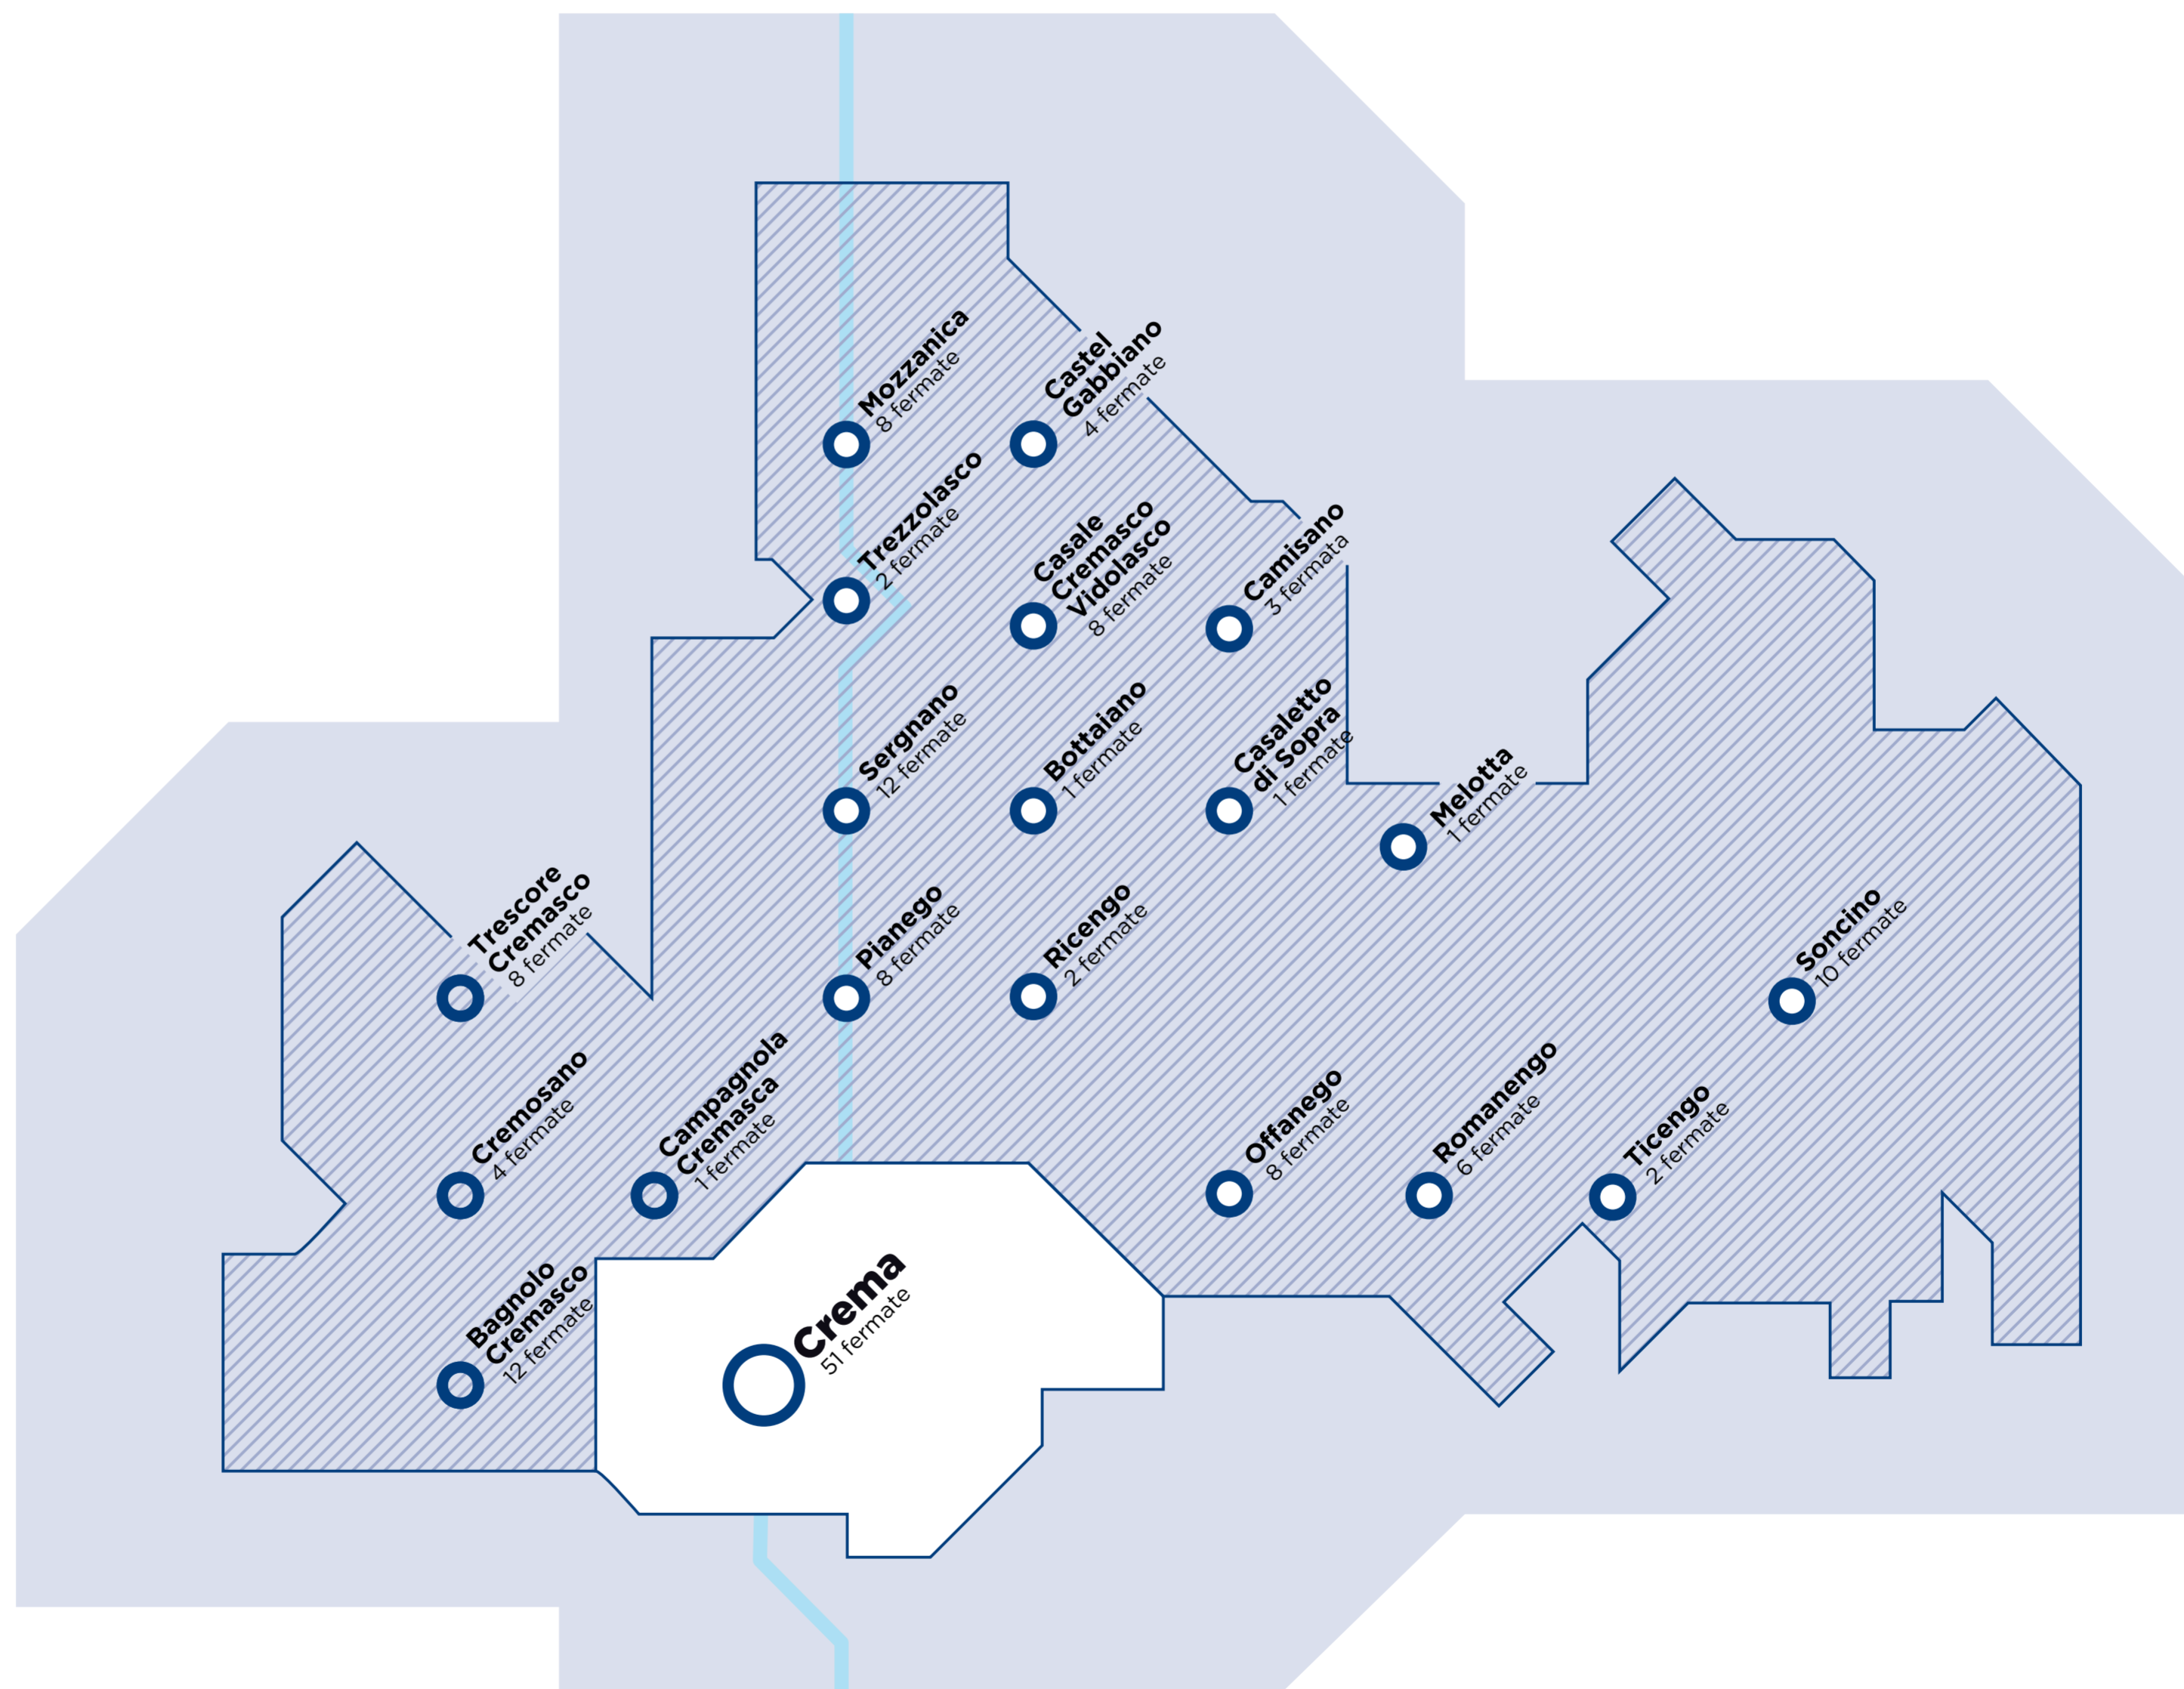 Mozzanica
8 fermate
Castel
Gabbiano
4 fermate
Trezzolasco
2 fermate
Casale
Cremasco
Vidolasco
8 fermate
Camisano
3 fermata
Sergnano
12 fermate
Bottaiano
1 fermate
Casaletto
di Sopra
1 fermate
Melotta
1 fermate
Trescore
Cremasco
8 fermate
Pianego
8 fermate
Ricengo
2 fermate
Soncino
10 fermate
Cremosano
4 fermate
Campagnola
Cremasca
1 fermate
Offanego
8 fermate
Romanengo
6 fermate
Ticengo
2 fermate
Bagnolo
Cremasco
12 fermate
Crema
51 fermate